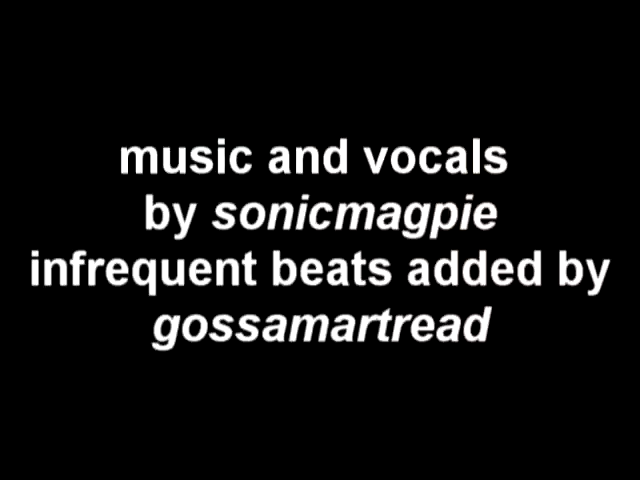 music and vocals
by sonicmagpie
infrequent beats added by
gossamartread